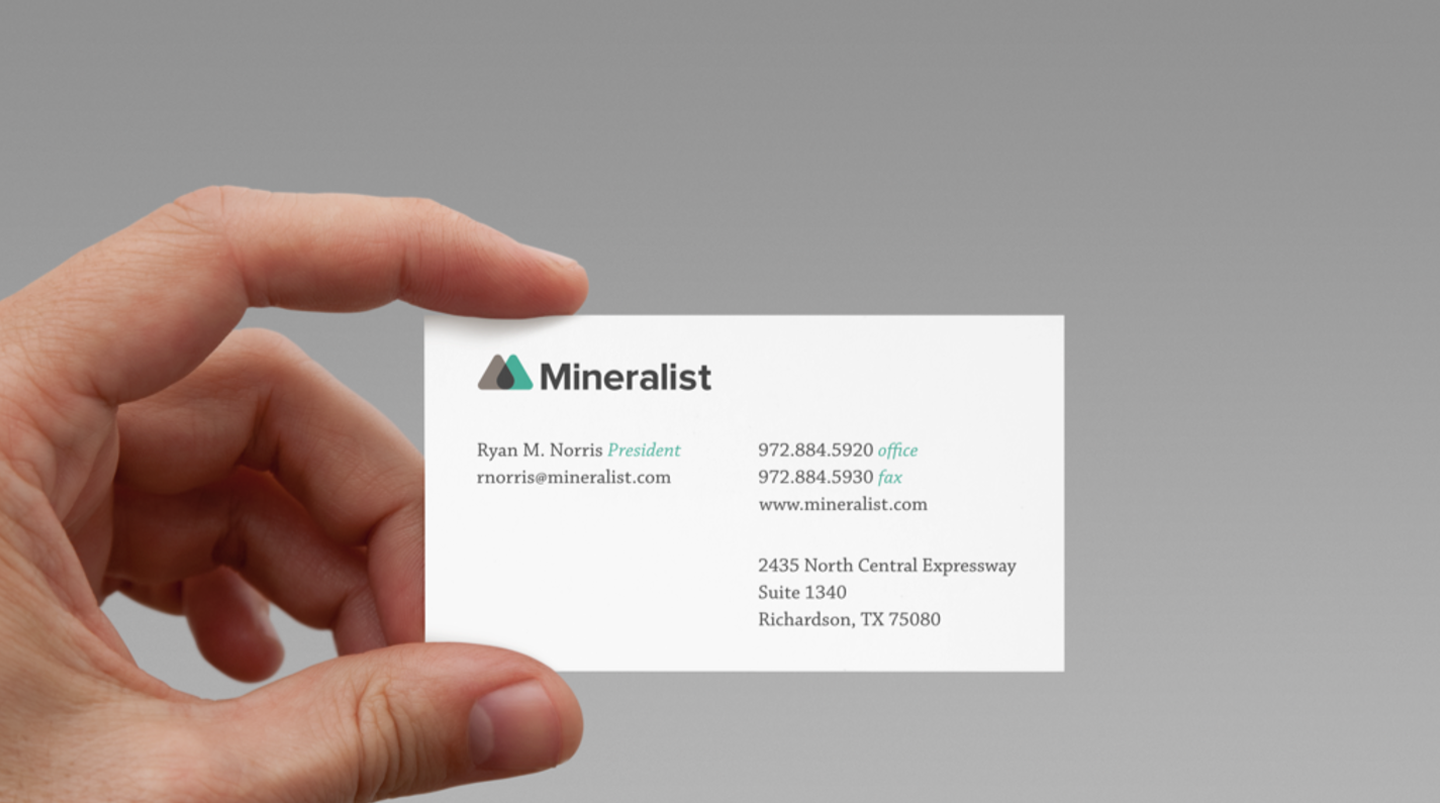 Mineralist
Ryan M. Norris President
rnorris@mineralist.com
972.884.5920 office
972.884.5930 fax
www.mineralist.com
2435 North Central Expressway
Suite 1340
Richardson, TX 75080